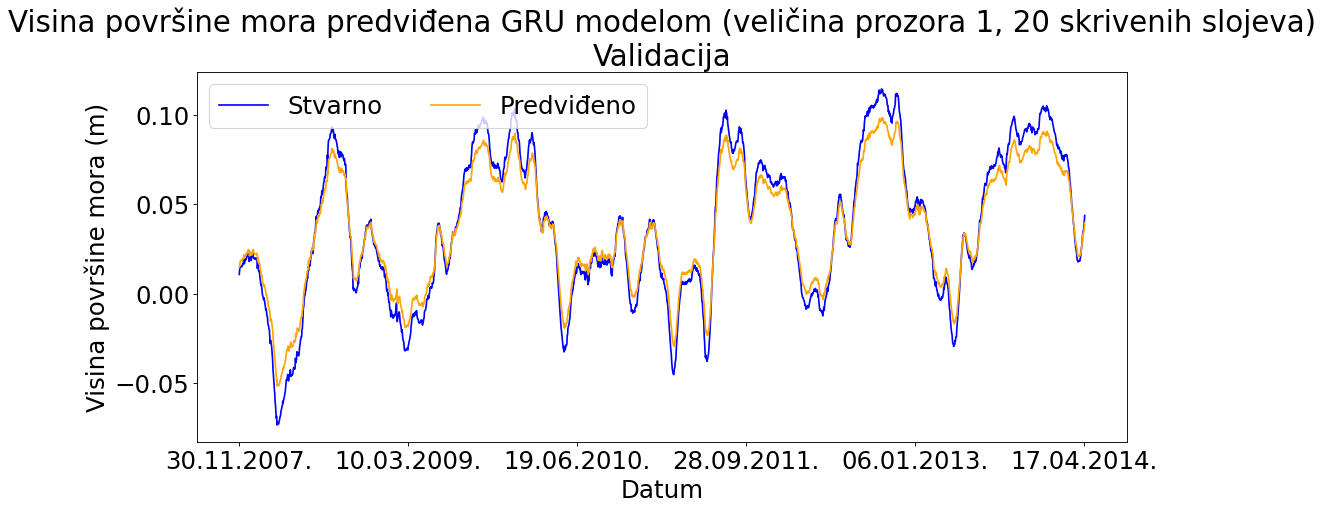 Visina površine mora predviđena GRU modelom (veličina prozora 1, 20 skrivenih slojeva)
Validacija
Stvarno Predviđeno
Visina površine mora (m)
0.10
0.05
0.00
−0.05
30.11.2007. 10.03.2009. 19.06.2010. 28.09.2011. 06.01.2013. 17.04.2014.
Datum